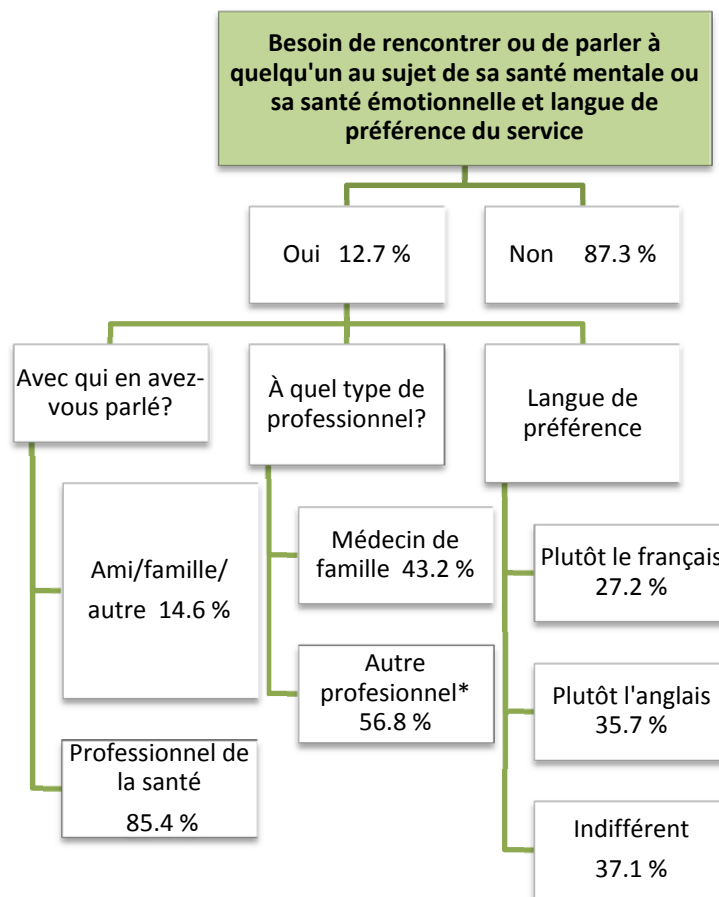 Besoin de rencontrer ou de parler à
quelqu'un au sujet de sa santé mentale ou
sa santé émotionnelle et langue de
préférence du service
Oui 12.7 %
Non 87.3 %
Avec qui en avez-
vous parlé?
À quel type de
professionnel?
Langue de
préférence
Ami/famille/
autre 14.6 %
Professionnel de
la santé
85.4 %
Médecin de
famille 43.2 %
Autre
profesionnel*
56.8 %
Plutôt le français
27.2 %
Plutôt l'anglais
35.7 %
Indifférent
37.1 %